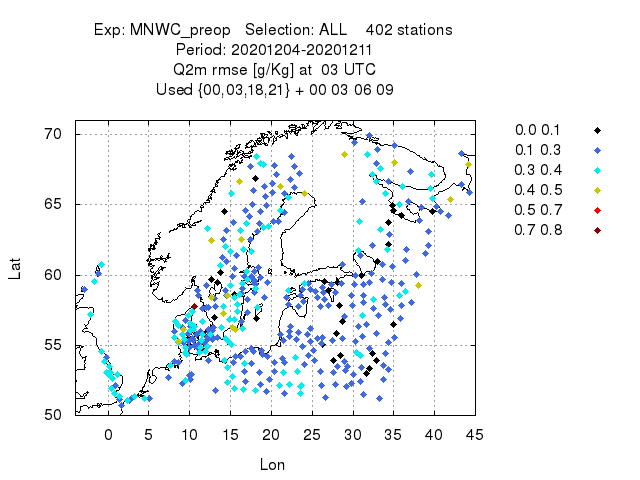 Exp: MNWC_preop   Selection: ALL    402 stations
Period: 20201204-20201211
Q2m rmse [g/Kg] at  03 UTC
Used {00,03,18,21} + 00 03 06 09
70
65
60
55
50
Lat
0 5 10 15 20 25 30 35 40 45
Lon
0.0 0.1
0.1 0.3
0.3 0.4
0.4 0.5
0.5 0.7
0.7 0.8